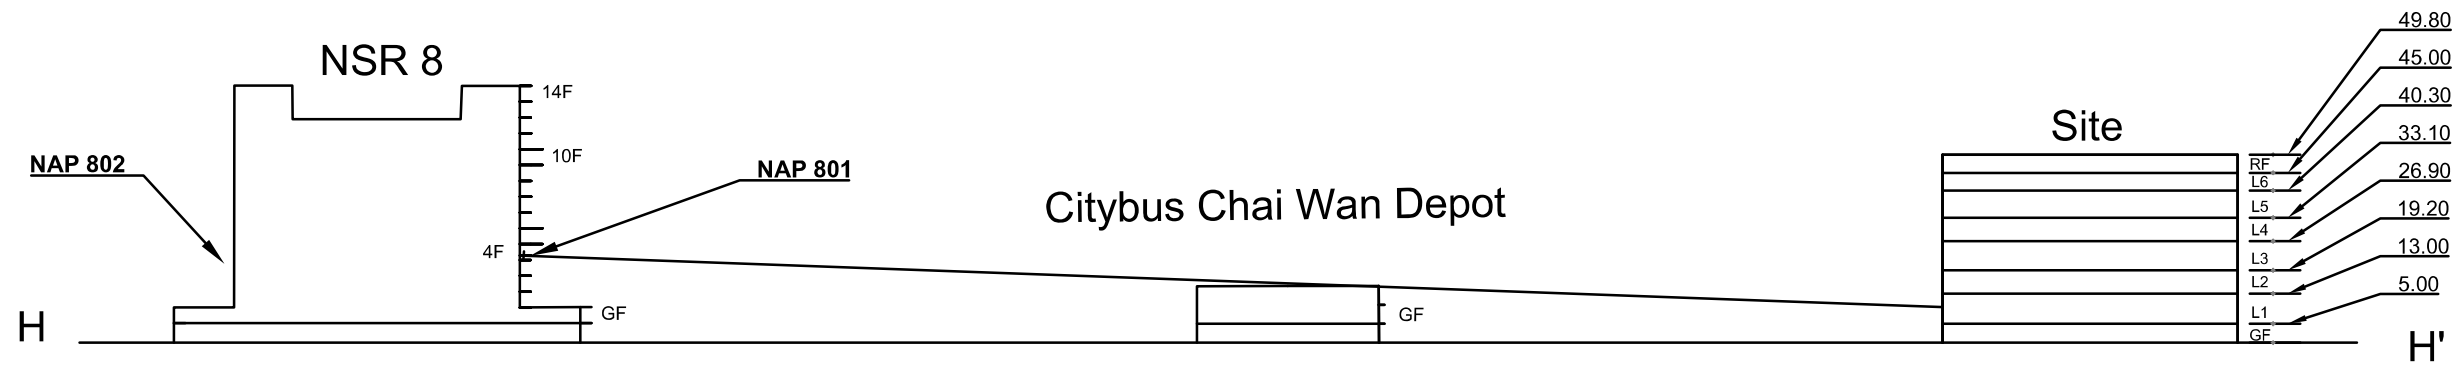 49.80
NSR 8
45.00
14F
40.30
Site
33.10
10F
RF
NAP 802
NAP 801
26.90
L6
Citybus Chai Wan Depot
L5
19.20
L4
4F
13.00
L3
L2
5.00
GF
GF
L1
H
GF
H'